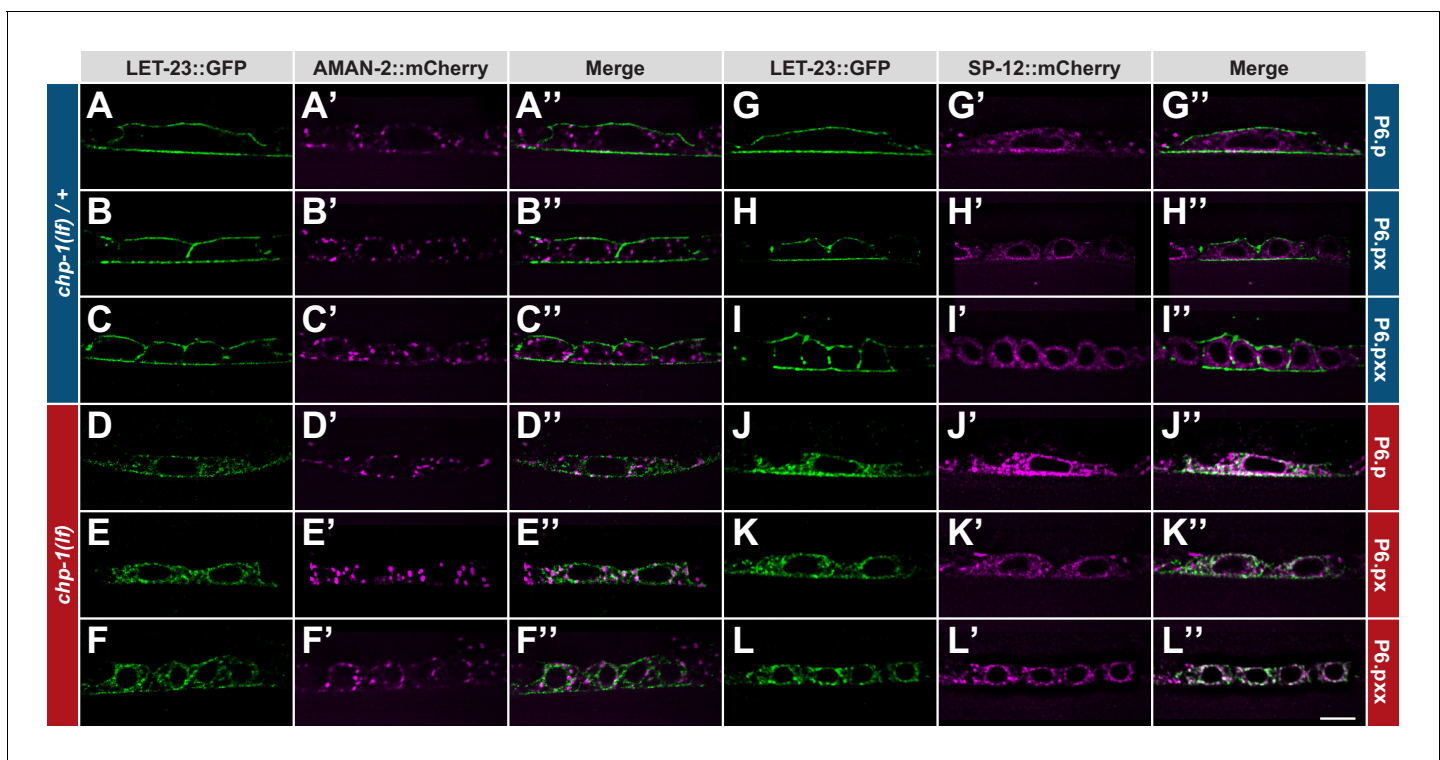 LET-23::GFP AMAN-2::mCherry Merge LET-23::GFP SP-12::mCherry Merge
chp-1(lf) / +
A A’ A’’ G G’ G’’ P6.p
B B’ B’’ H H’ H’’ P6.px
C C’ C’’ I I’ I’’ P6.pxx
chp-1(lf)
D D’ D’’ J J’ J’’ P6.p
E E’ E’’ K K’ K’’ P6.px
F F’ F’’ L L’ L’’ P6.pxx